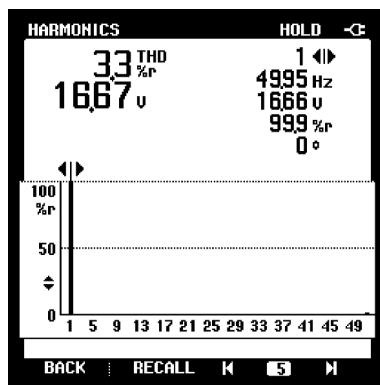 HARMONICS HOLD
3.3 THD %r
16.67 V
1
49.95 Hz
16.66 V
99.9 %r
0 °
100
%r
50
0
1 5 9 13 17 21 25 29 33 37 41 45 49
BACK RECALL 5